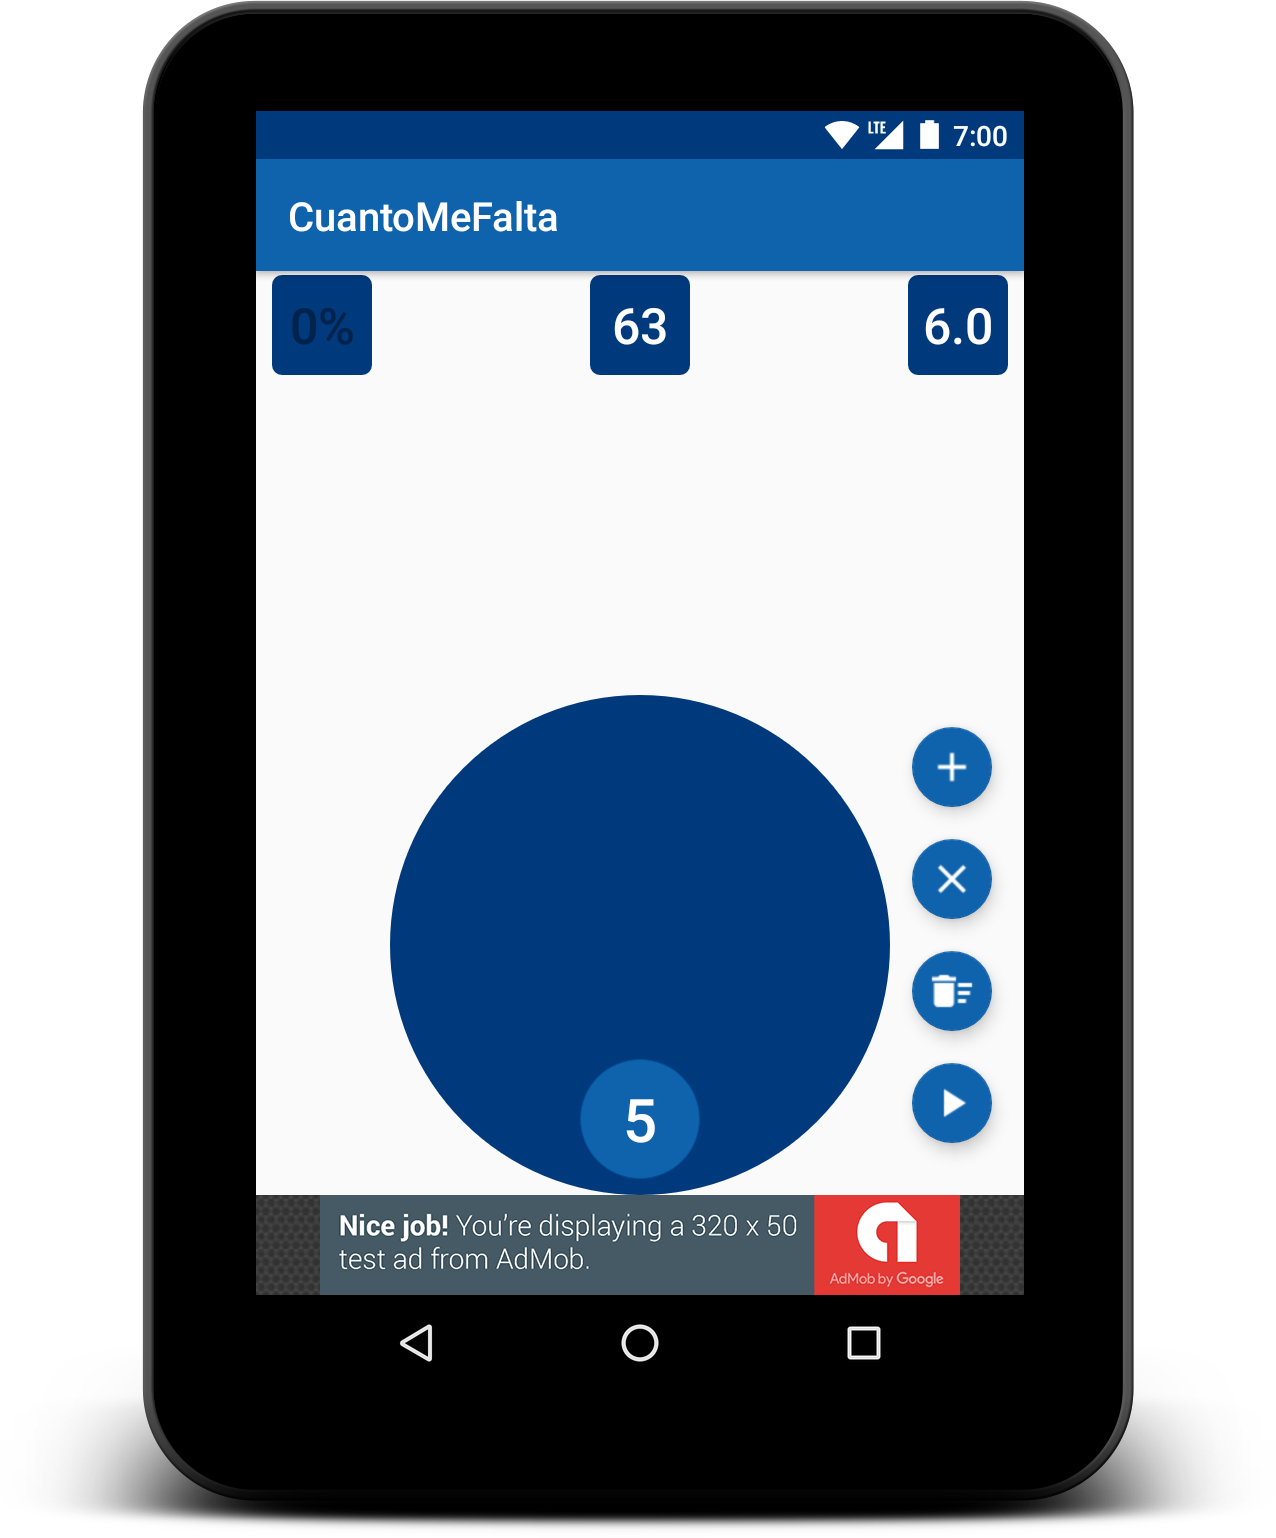 LTE 7:00
CuantoMeFalta
0% 63 6.0
5
Nice job! You're displaying a 320 x 50
test ad from AdMob.
AdMob by Google